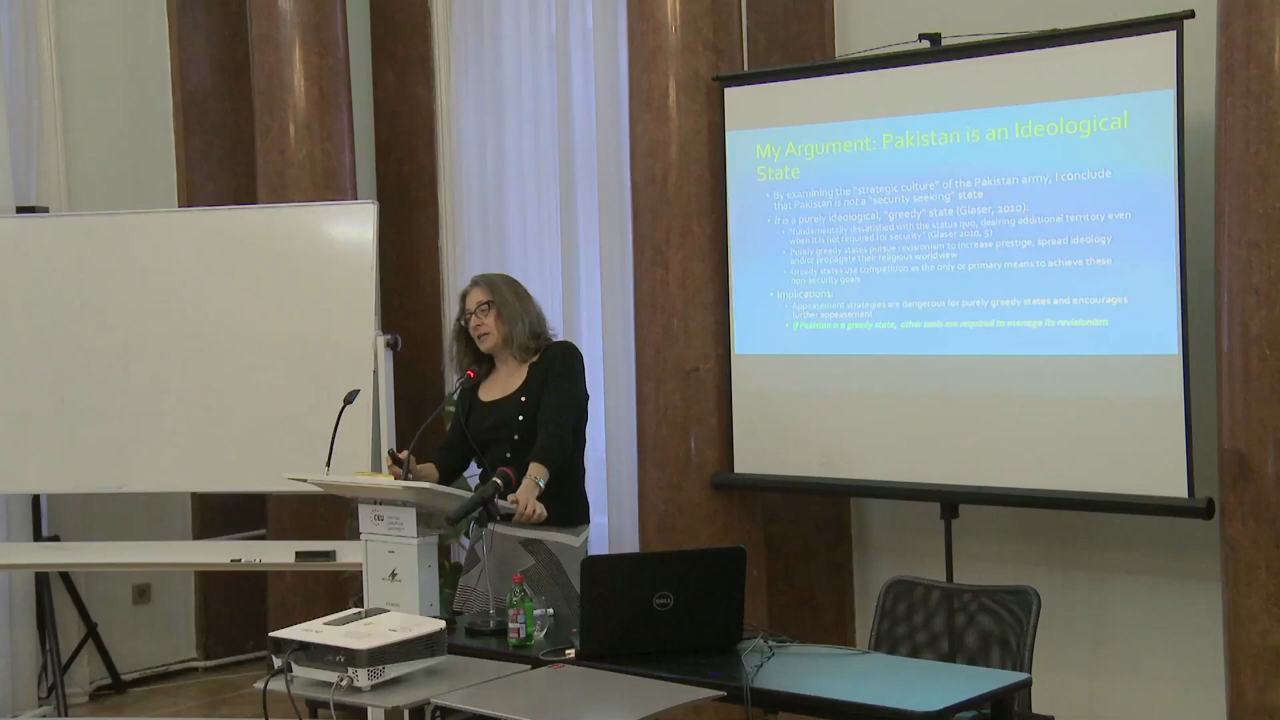 My Argument: Pakistan is an Ideological
State
By examining the "strategic culture" of the Pakistan army, I conclude
that Pakistan is not a "security seeking" state
It is a purely ideological, "greedy" state (Glaser, 2010).
"fundamentally dissatisfied with the status quo, desiring additional territory even
when it is not required for security" (Glaser 2010, 5)
Purely greedy states pursue revisionism to increase prestige, spread ideology
and/or propagate their religious worldview
Greedy states use competition as the only or primary means to achieve these
non-security goals
Implications:
Appeasement strategies are dangerous for purely greedy states and encourages
further appeasement
If Pakistan is a greedy state, other tools are required to manage its revisionism
CEU
CENTRAL
EUROPEAN
UNIVERSITY
DELL